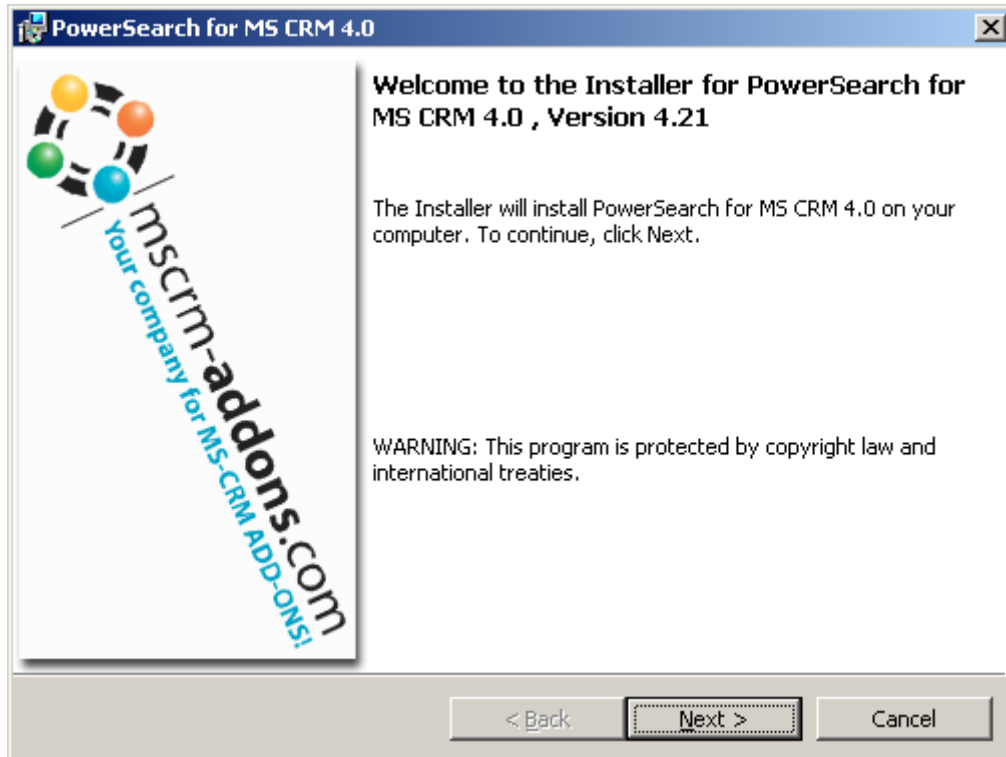 PowerSearch for MS CRM 4.0
Welcome to the Installer for PowerSearch for
MS CRM 4.0 , Version 4.21
The Installer will install PowerSearch for MS CRM 4.0 on your
computer. To continue, click Next.
WARNING: This program is protected by copyright law and
international treaties.
mscrm-addons.com
Your company for MS-CRM ADD-ONS!
< Back
Next >
Cancel